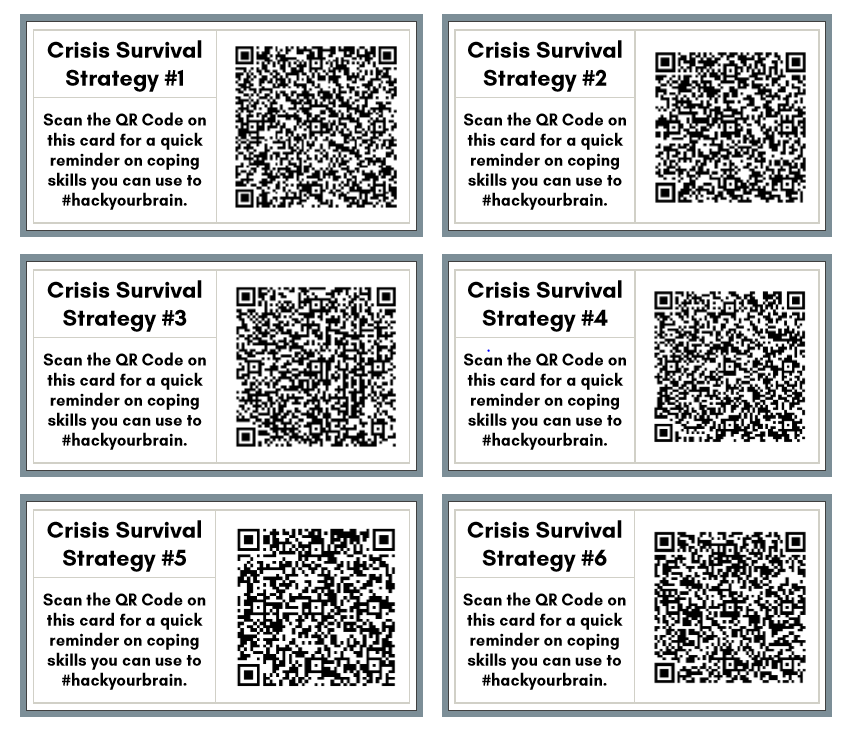 Crisis Survival
Strategy #1
Scan the QR Code on
this card for a quick
reminder on coping
skills you can use to
#hackyourbrain.
Crisis Survival
Strategy #2
Scan the QR Code on
this card for a quick
reminder on coping
skills you can use to
#hackyourbrain.
Crisis Survival
Strategy #3
Scan the QR Code on
this card for a quick
reminder on coping
skills you can use to
#hackyourbrain.
Crisis Survival
Strategy #4
Scan the QR Code on
this card for a quick
reminder on coping
skills you can use to
#hackyourbrain.
Crisis Survival
Strategy #5
Scan the QR Code on
this card for a quick
reminder on coping
skills you can use to
#hackyourbrain.
Crisis Survival
Strategy #6
Scan the QR Code on
this card for a quick
reminder on coping
skills you can use to
#hackyourbrain.